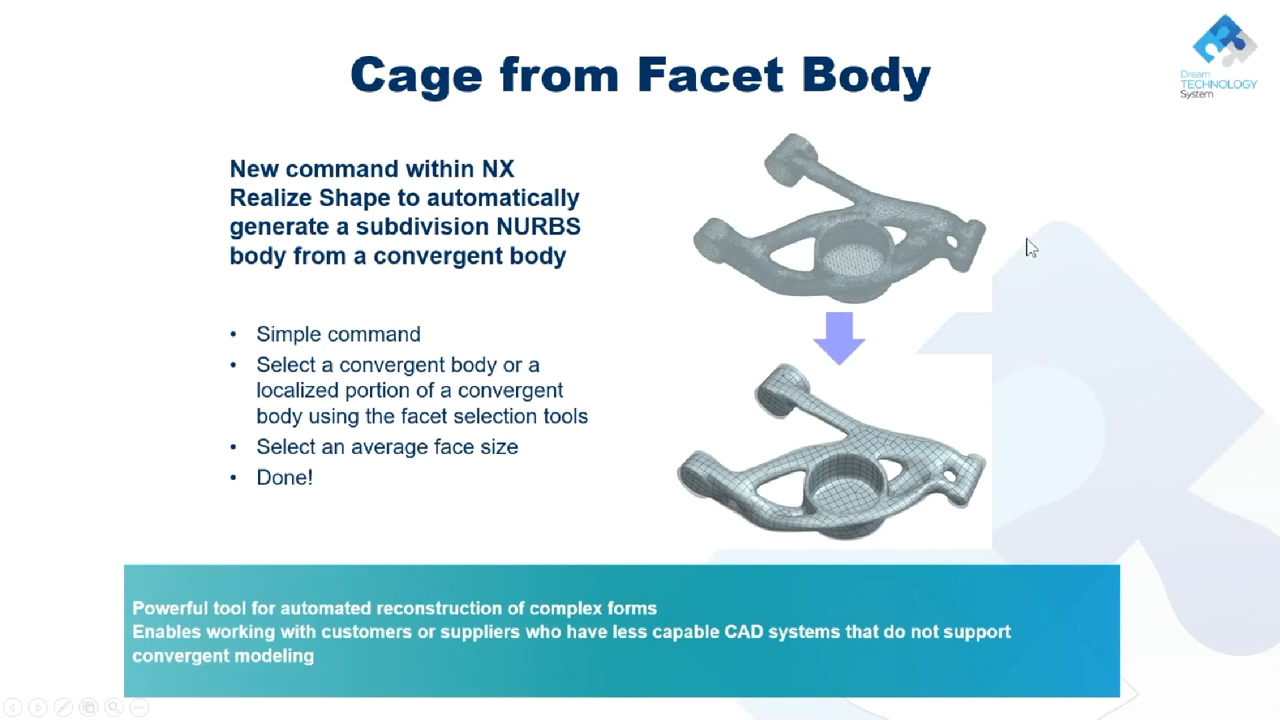 Cage from Facet Body
Dream
TECHNOLOGY
System
New command within NX
Realize Shape to automatically
generate a subdivision NURBS
body from a convergent body
• Simple command
• Select a convergent body or a
localized portion of a convergent
body using the facet selection tools
• Select an average face size
• Done!
Powerful tool for automated reconstruction of complex forms
Enables working with customers or suppliers who have less capable CAD systems that do not support
convergent modeling